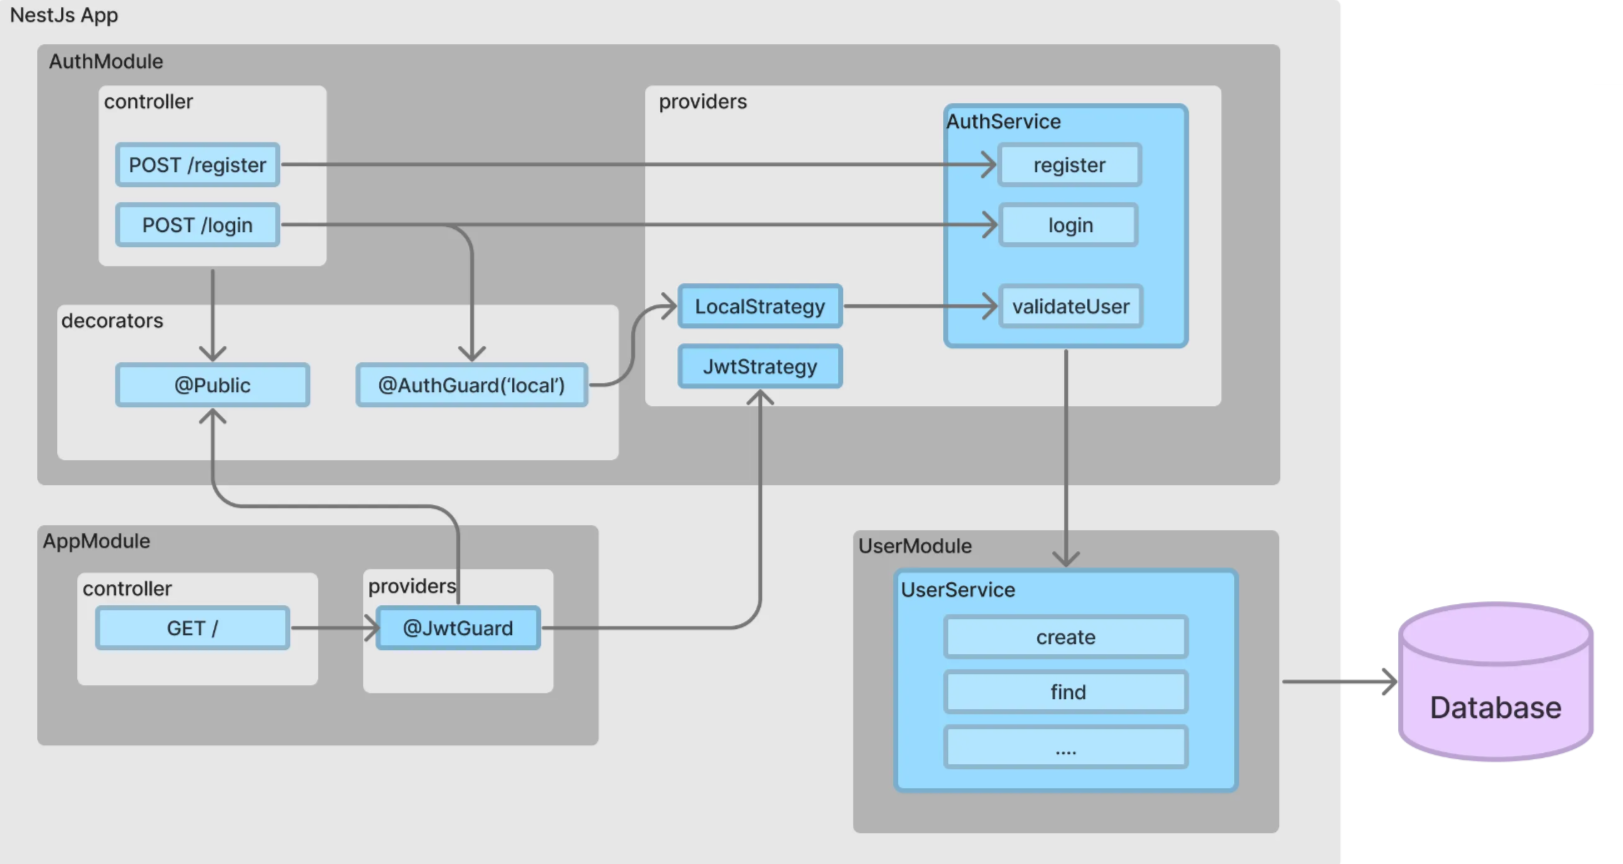 NestJs App
AuthModule
controller
POST /register
POST /login
providers
AuthService
register
login
LocalStrategy
validateUser
JwtStrategy
decorators
@Public
@AuthGuard(‘local’)
AppModule
controller
GET /
providers
@JwtGuard
UserModule
UserService
create
find
....
Database